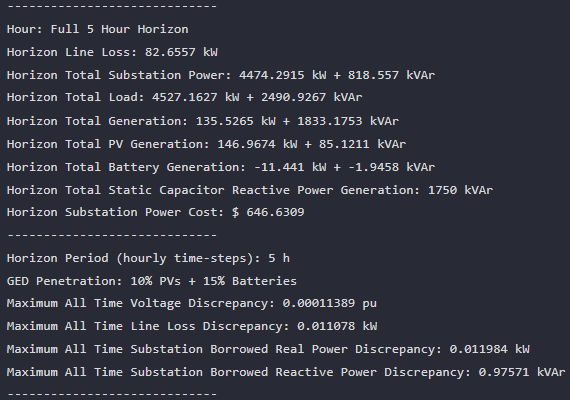 -----------------------------
Hour: Full 5 Hour Horizon
Horizon Line Loss: 82.6557 kW
Horizon Total Substation Power: 4474.2915 kW + 818.557 kVAr
Horizon Total Load: 4527.1627 kW + 2490.9267 kVAr
Horizon Total Generation: 135.5265 kW + 1833.1753 kVAr
Horizon Total PV Generation: 146.9674 kW + 85.1211 kVAr
Horizon Total Battery Generation: -11.441 kW + -1.9458 kVAr
Horizon Total Static Capacitor Reactive Power Generation: 1750 kVAr
Horizon Substation Power Cost: $ 646.6309
-----------------------------
Horizon Period (hourly time-steps): 5 h
GED Penetration: 10% PVs + 15% Batteries
Maximum All Time Voltage Discrepancy: 0.00011389 pu
Maximum All Time Line Loss Discrepancy: 0.011078 kW
Maximum All Time Substation Borrowed Real Power Discrepancy: 0.011984 kW
Maximum All Time Substation Borrowed Reactive Power Discrepancy: 0.97571 kVAr
-----------------------------